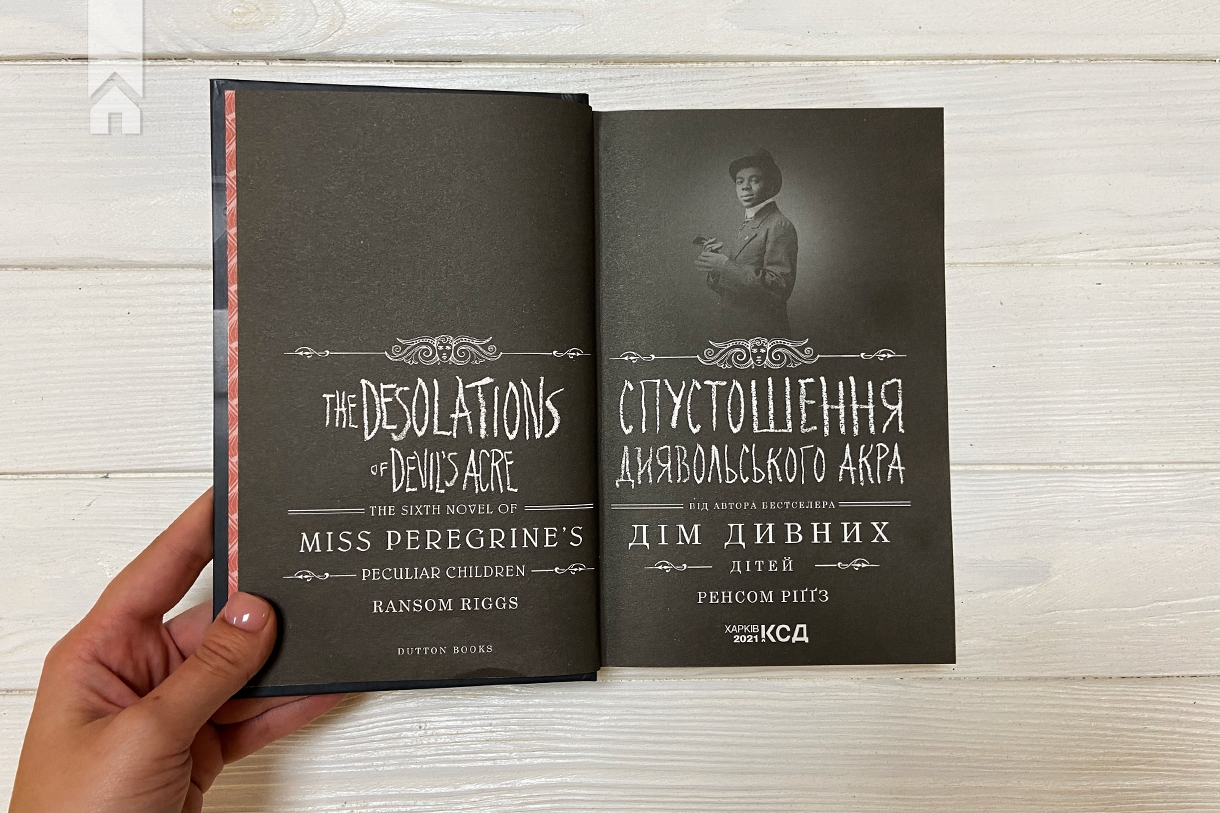 THE DESOLATIONS
OF DEVIL'S ACRE
THE SIXTH NOVEL OF
MISS PEREGRINE'S
PECULIAR CHILDREN
RANSOM RIGGS
DUTTON BOOKS
СПУСТОШЕННЯ
ДИЯВОЛЬСЬКОГО АКРА
ВІД АВТОРА БЕСТСЕЛЕРА
ДІМ ДИВНИХ
ДІТЕЙ
РЕНСОМ РІҐҐЗ
ХАРКІВ
2021
КСД